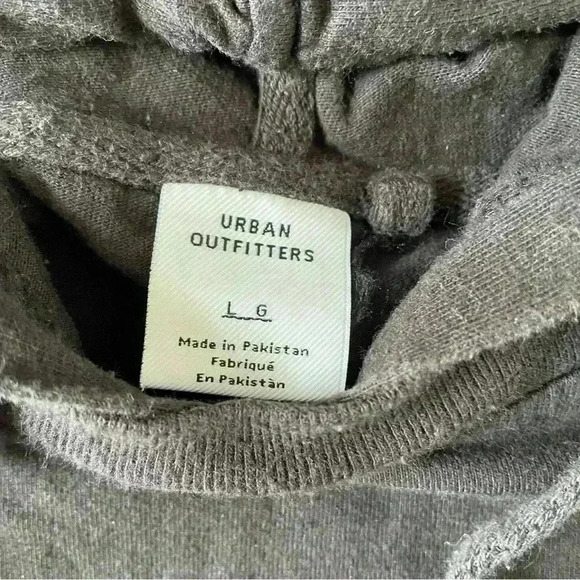 URBAN
OUTFITTERS
L G
Made in Pakistan
Fabriqué
En Pakistàn